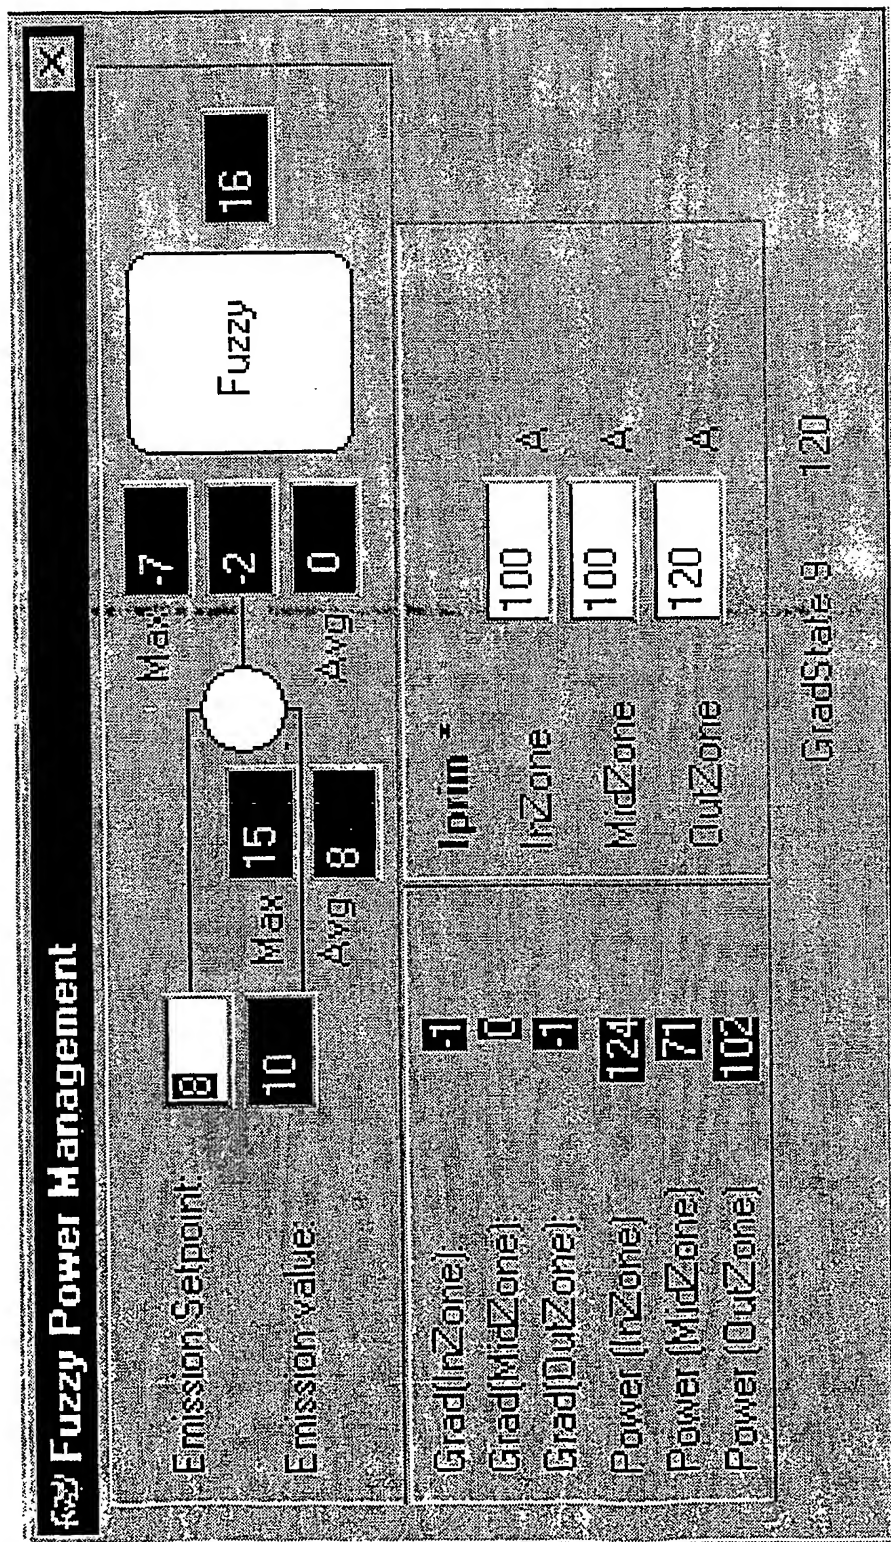 Fuzzy Power Management
Emission Setpoint: 8
Emission value: 10
Max 15
Avg 8
Max -7
-2
Avg 0
Fuzzy
16
Grad(InZone) -1
Grad(MidZone) 0
Grad(OutZone) -1
Power (InZone) 124
Power (MidZone) 71
Power (OutZone) 102
Iprim =
InZone 100 A
MidZone 100 A
OutZone 120 A
GradState 9 120